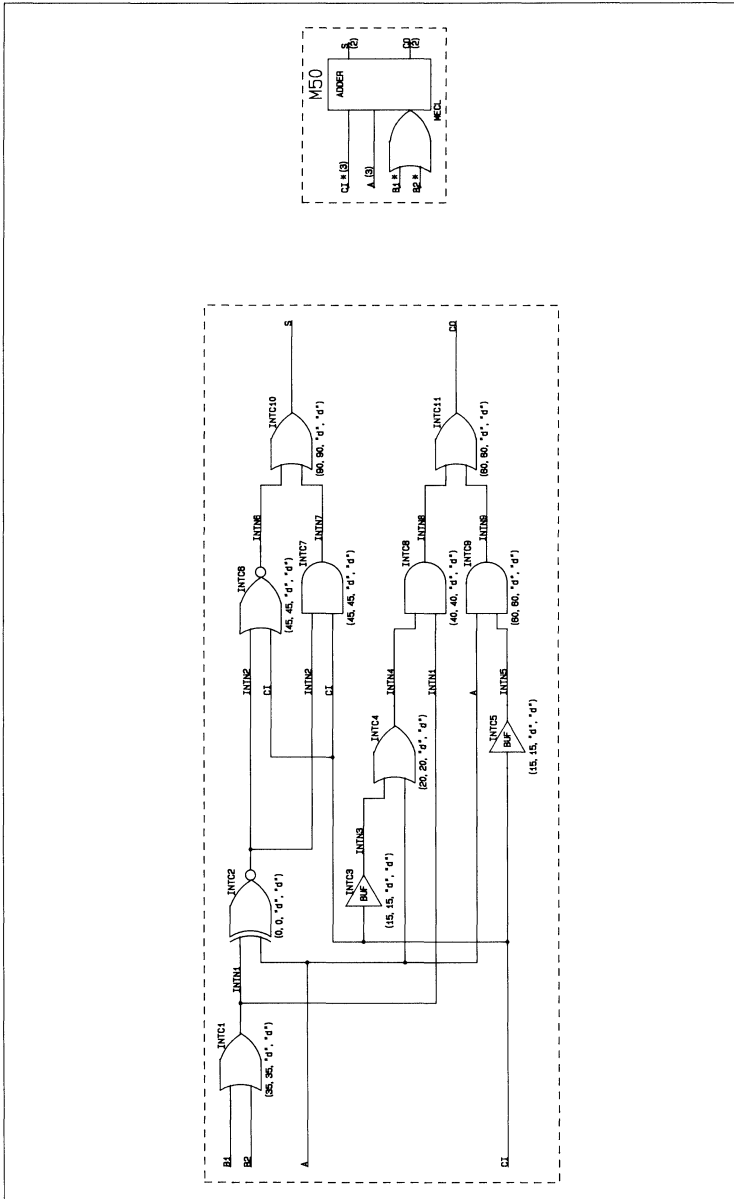 M50
ADDER
S
(2)
CO
(2)
CI * (3)
A (3)
B1 *
B2 *
MECL
B1
B2
A
CI
INTC1
(35, 35, "d", "d")
INTN1
INTC2
(0, 0, "d", "d")
INTN2
CI
INTN2
CI
INTC6
(45, 45, "d", "d")
INTN6
INTC7
(45, 45, "d", "d")
INTN7
INTC10
(90, 90, "d", "d")
S
INTC3
BUF
(15, 15, "d", "d")
INTN3
INTC4
(20, 20, "d", "d")
INTN4
INTN1
A
INTN5
INTC5
BUF
(15, 15, "d", "d")
INTC8
(40, 40, "d", "d")
INTN8
INTC9
(60, 60, "d", "d")
INTN9
INTC11
(60, 60, "d", "d")
CO